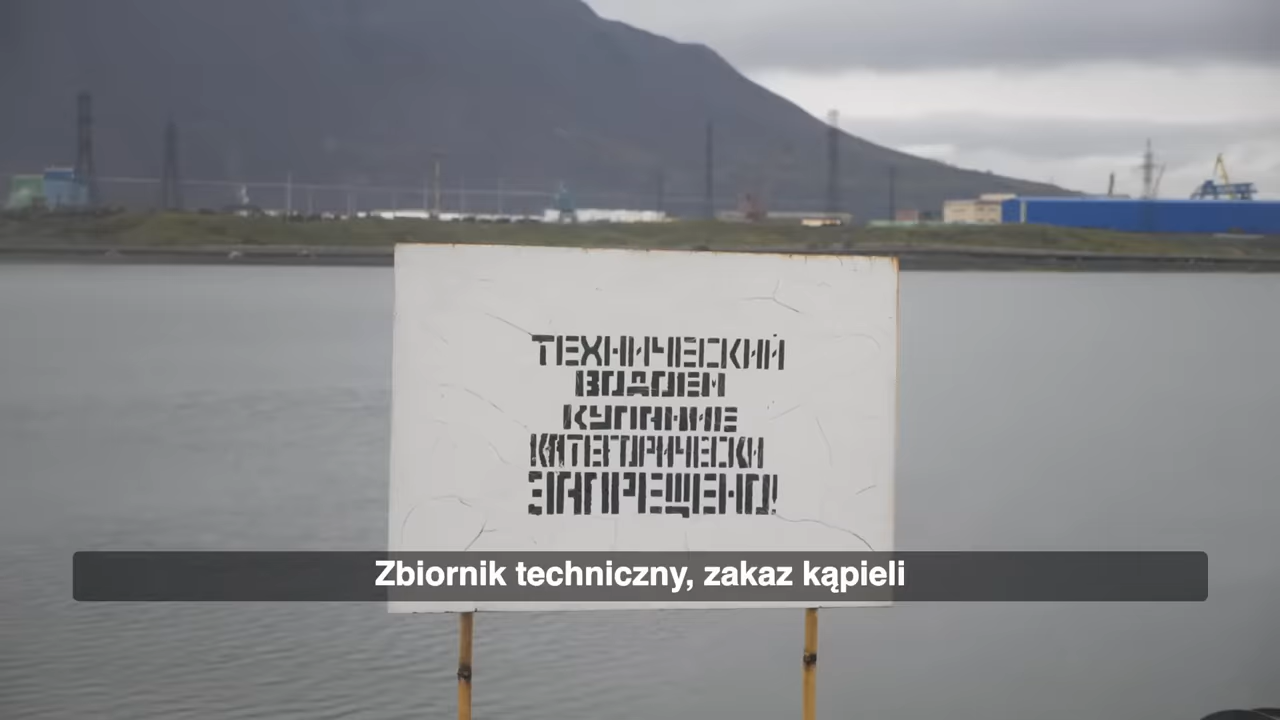 ТЕХНИЧЕСКИЙ
ВОДОЕМ
КУПАНИЕ
КАТЕГОРИЧЕСКИ
ЗАПРЕЩЕНО!
Zbiornik techniczny, zakaz kąpieli